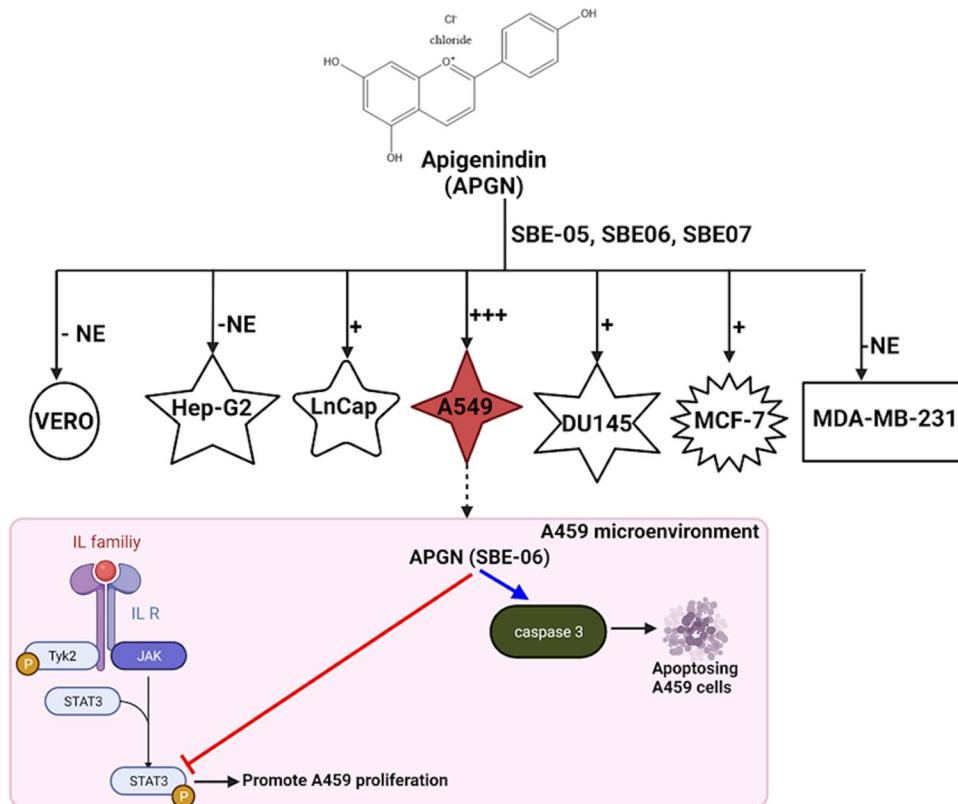 Cl-
chloride
OH
HO
O+
OH
Apigenindin
(APGN)
SBE-05, SBE06, SBE07
- NE
-NE
+
+++
+
+
-NE
VERO
Hep-G2
LnCap
A549
DU145
MCF-7
MDA-MB-231
A459 microenvironment
IL familiy
APGN (SBE-06)
IL R
caspase 3
P
Tyk2
JAK
Apoptosing
A459 cells
STAT3
STAT3
P
Promote A459 proliferation